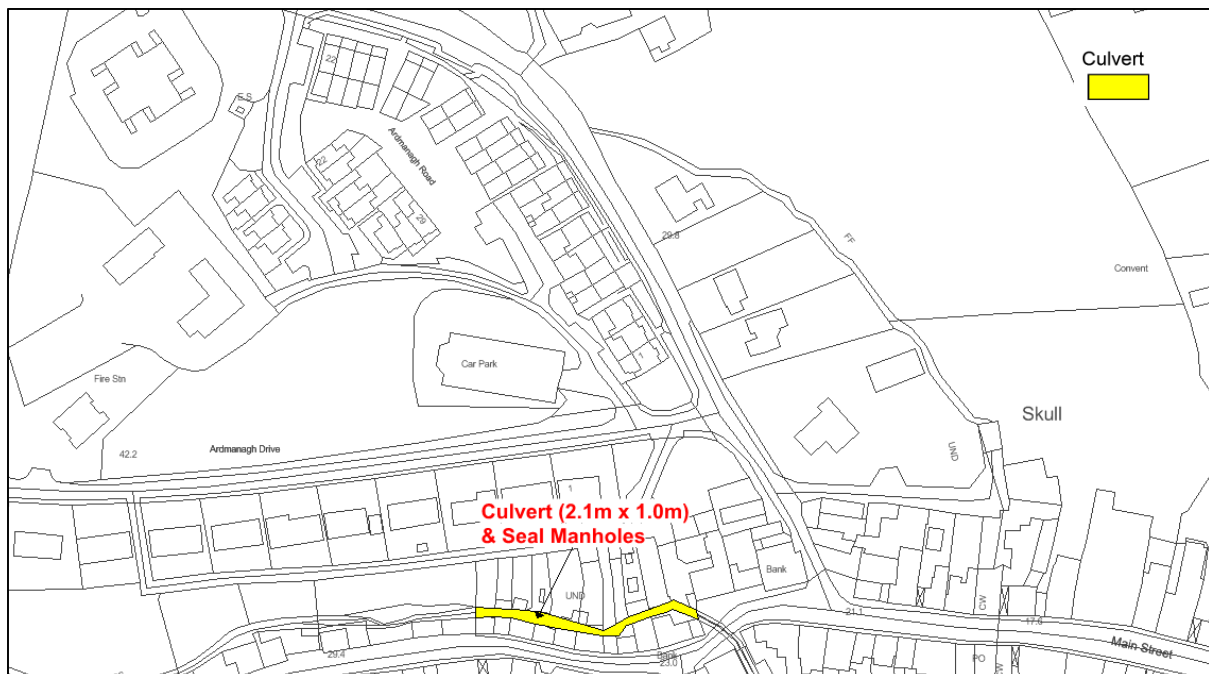 Culvert
22
E.S
Ardmanagh Road
22
29
29.8
FF
Convent
1
Car Park
Fire Stn
Skull
42.2
Ardmanagh Drive
UND
1
Culvert (2.1m x 1.0m)
& Seal Manholes
Bank
UND
CW
21.1
17.6
Main Street
29.4
Bank
23.0
PO
CW